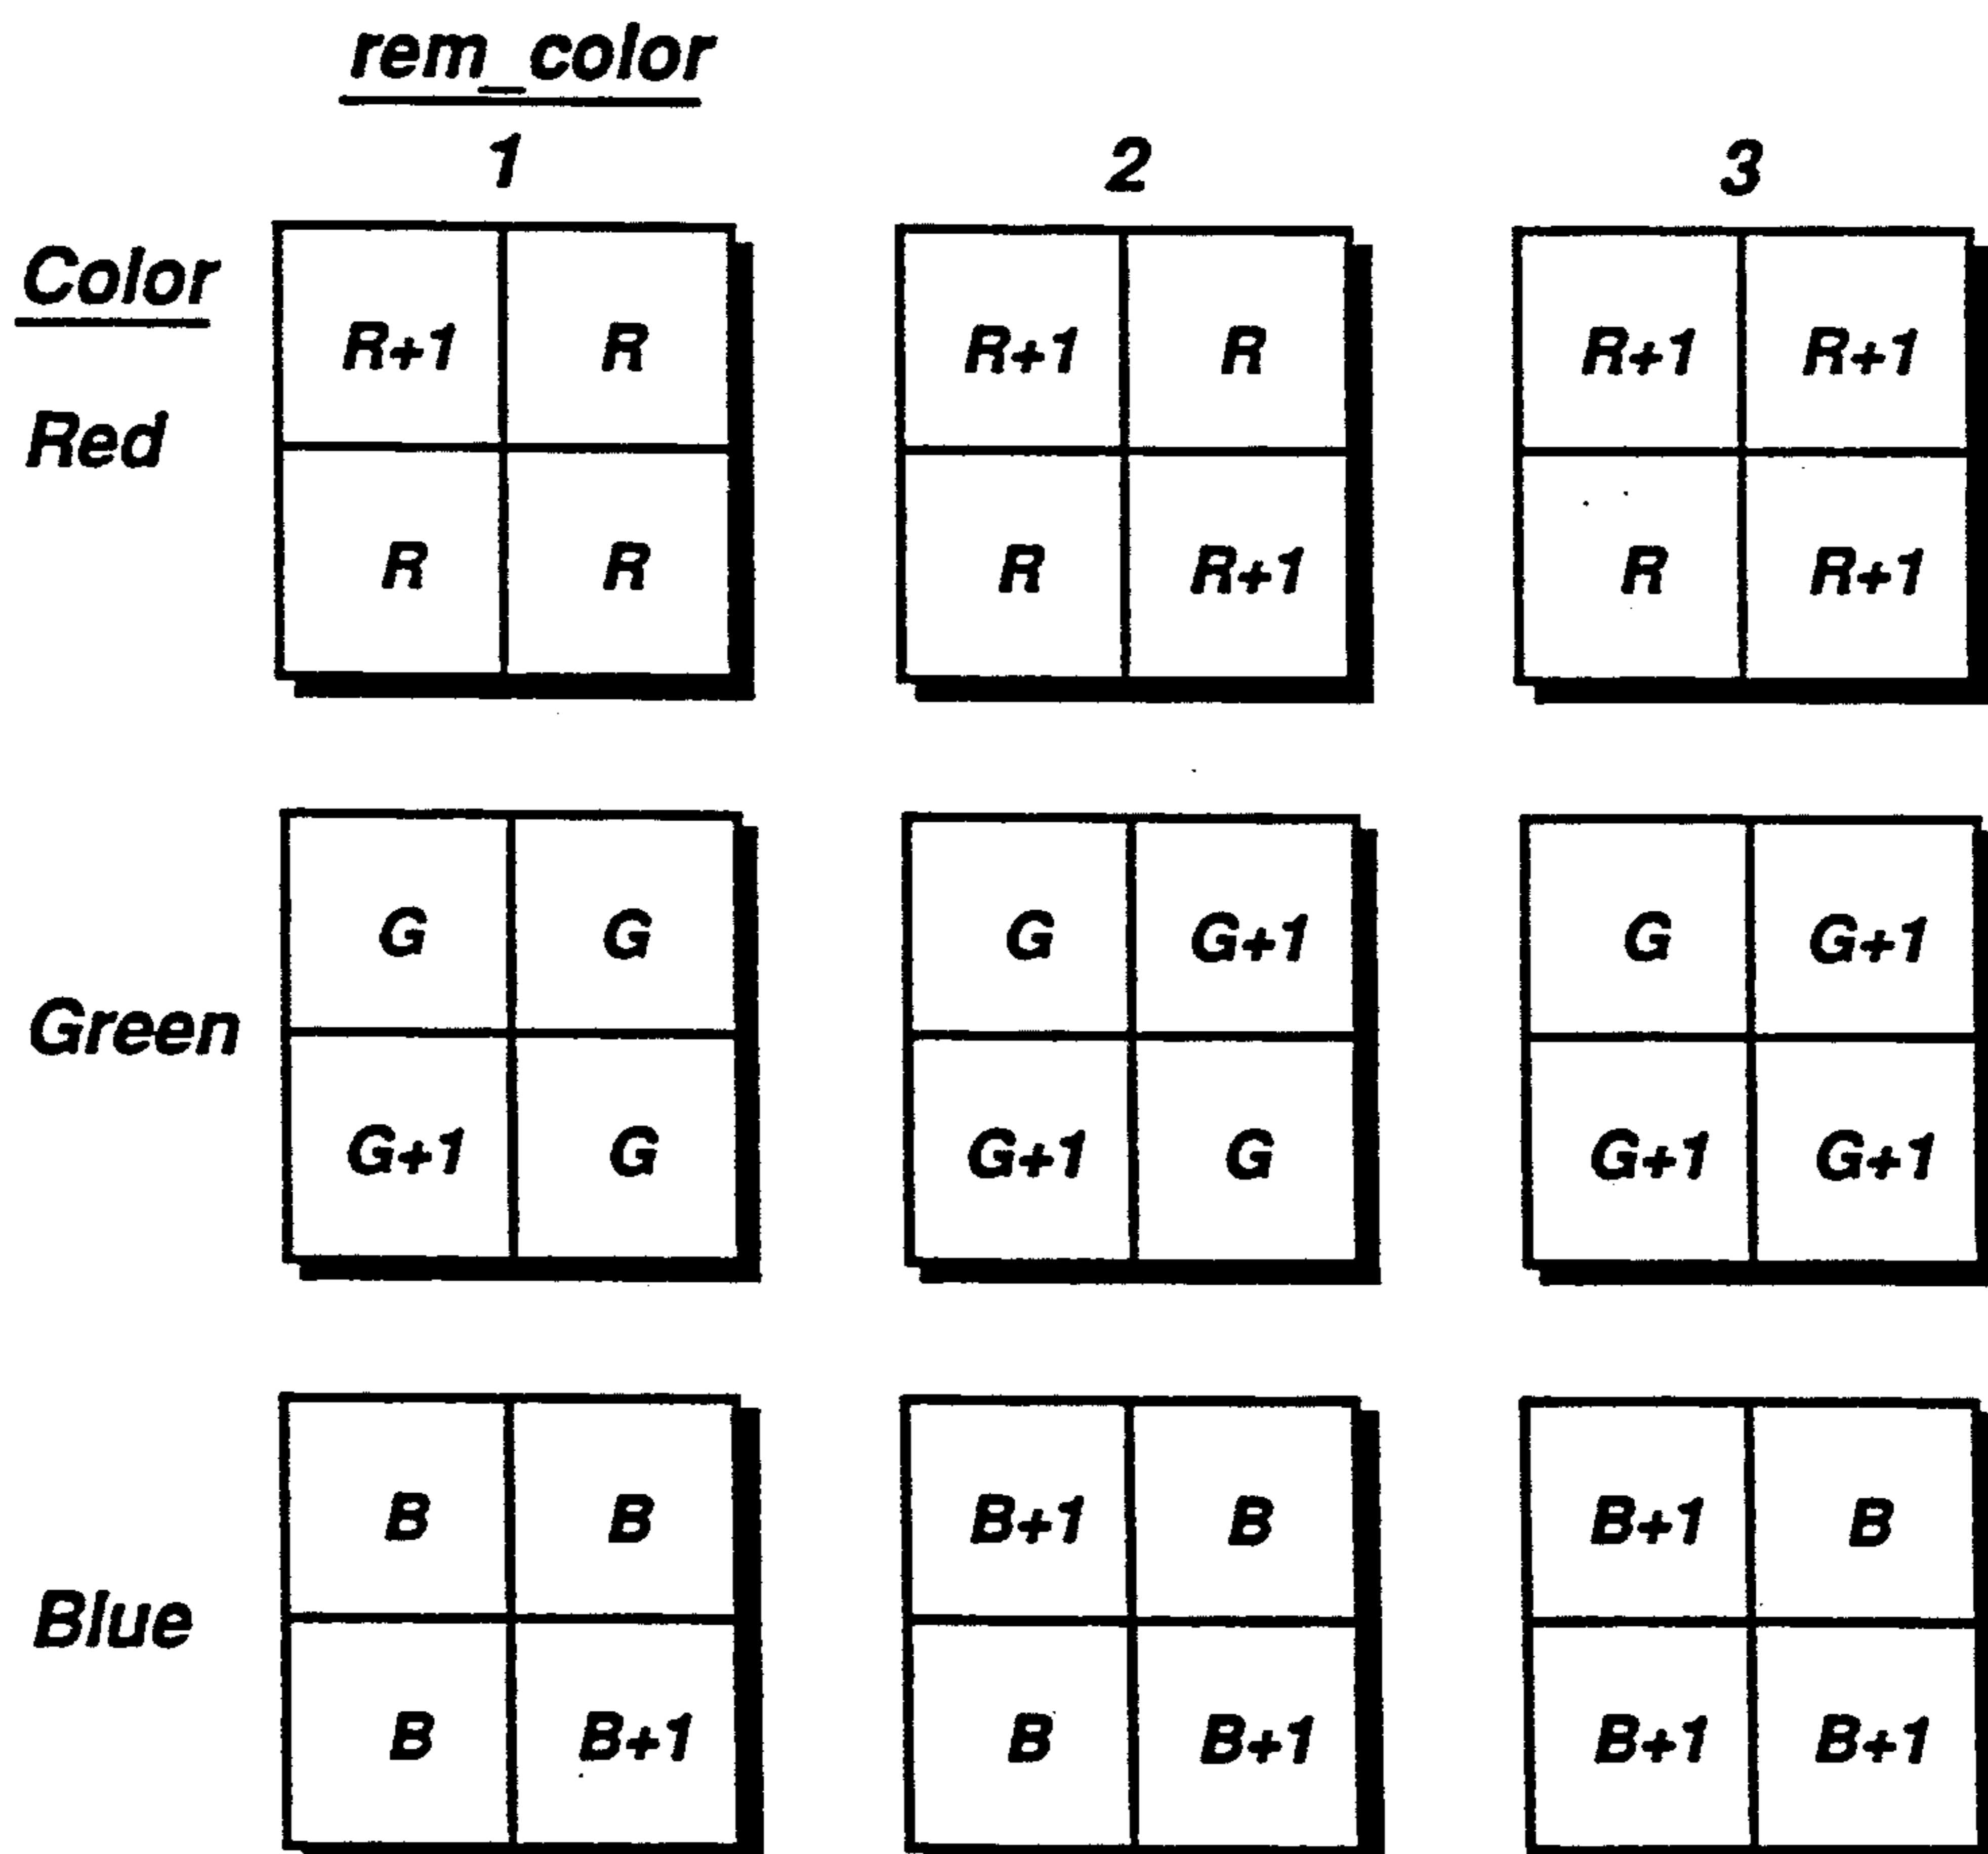 rem_color
1 2 3
Color
R+1 R R+1 R R+1 R+1
Red
R R R R+1 R R+1
G G G G+1 G G+1
Green
G+1 G G+1 G G+1 G+1
B B B+1 B B+1 B
Blue
B B+1 B B+1 B+1 B+1